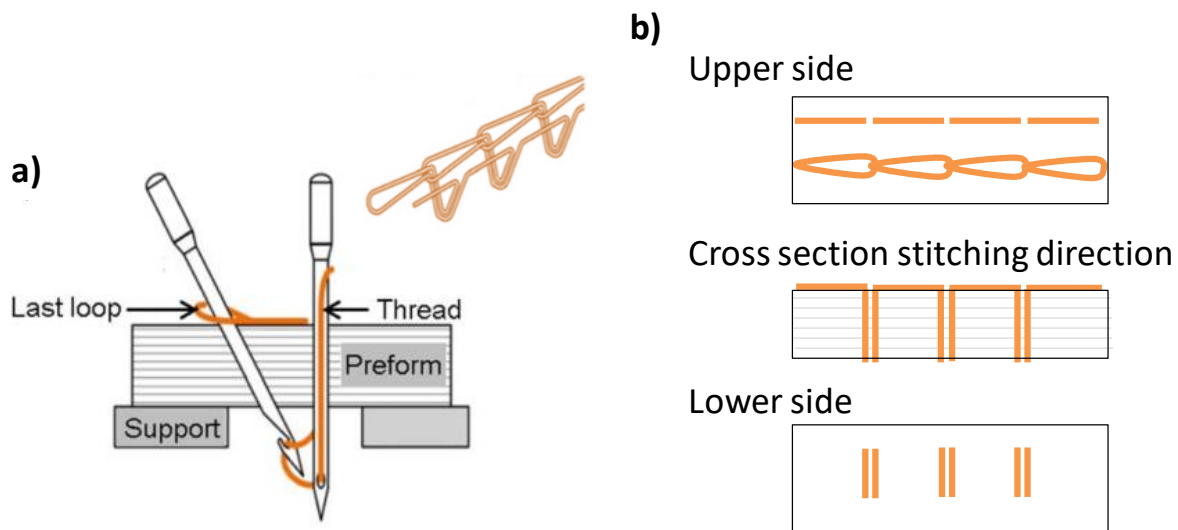 a)
Last loop
Thread
Preform
Support
b)
Upper side
Cross section stitching direction
Lower side